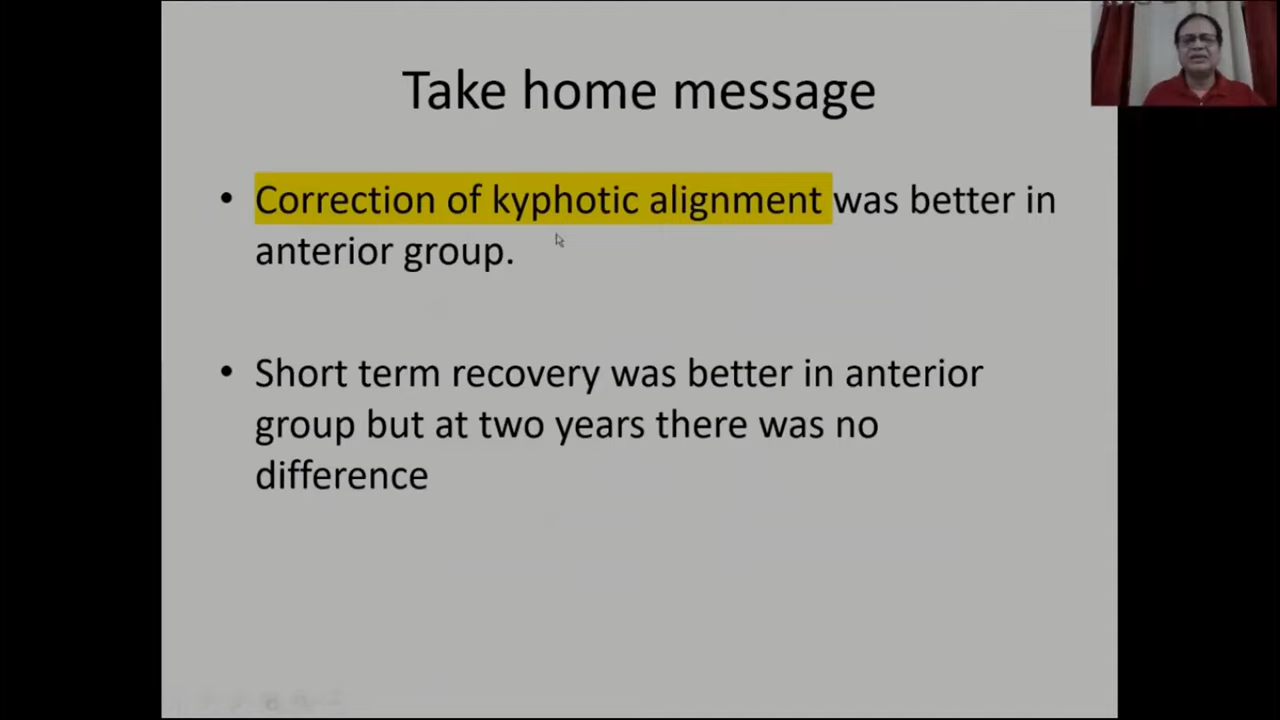 Take home message
• Correction of kyphotic alignment was better in
anterior group.
• Short term recovery was better in anterior
group but at two years there was no
difference